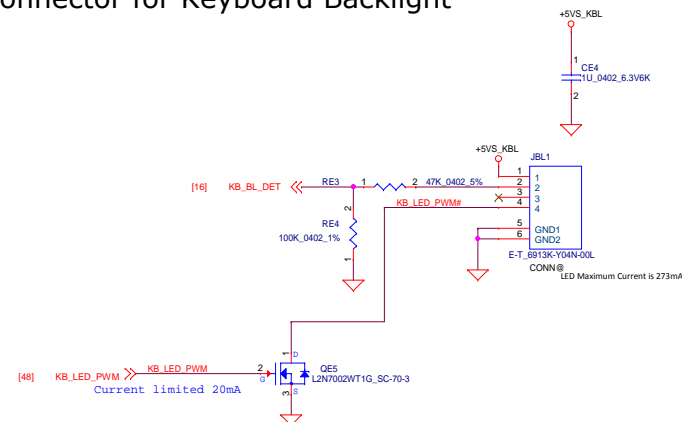 onnector for Keyboard Backlight
+5VS_KBL
1
CE4
1U_0402_6.3V6K
2
+5VS_KBL
JBL1
1
1
[16] KB_BL_DET
RE3
1
2
47K_0402_5%
2
2
3
3
KB_LED_PWM#
4
4
2
RE4
100K_0402_1%
1
5
GND1
6
GND2
E-T_6913K-Y04N-00L
CONN@
LED Maximum Current is 273mA
1
D
QE5
L2N7002WT1G_SC-70-3
[48] KB_LED_PWM
KB_LED_PWM
2
G
3
S
Current limited 20mA